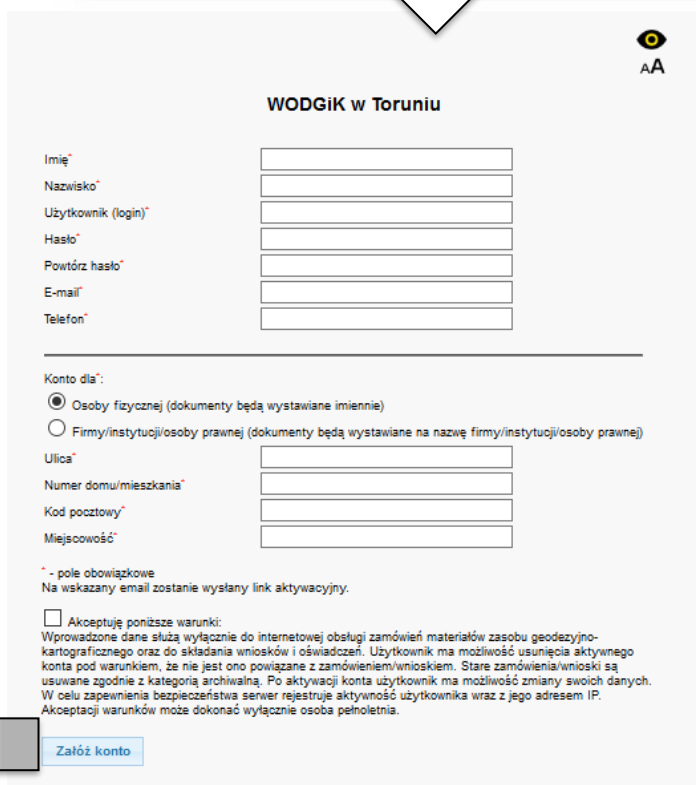 AA
WODGiK w Toruniu
Imię*
Nazwisko*
Użytkownik (login)*
Hasło*
Powtórz hasło*
E-mail*
Telefon*
Konto dla*:
Osoby fizycznej (dokumenty będą wystawiane imiennie)
Firmy/instytucji/osoby prawnej (dokumenty będą wystawiane na nazwę firmy/instytucji/osoby prawnej)
Ulica*
Numer domu/mieszkania*
Kod pocztowy*
Miejscowość*
* - pole obowiązkowe
Na wskazany email zostanie wysłany link aktywacyjny.
Akceptuję poniższe warunki:
Wprowadzone dane służą wyłącznie do internetowej obsługi zamówień materiałów zasobu geodezyjno-
kartograficznego oraz do składania wniosków i oświadczeń. Użytkownik ma możliwość usunięcia aktywnego
konta pod warunkiem, że nie jest ono powiązane z zamówieniem/wnioskiem. Stare zamówienia/wnioski są
usuwane zgodnie z kategorią archiwalną. Po aktywacji konta użytkownik ma możliwość zmiany swoich danych.
W celu zapewnienia bezpieczeństwa serwer rejestruje aktywność użytkownika wraz z jego adresem IP.
Akceptacji warunków może dokonać wyłącznie osoba pełnoletnia.
Załóż konto